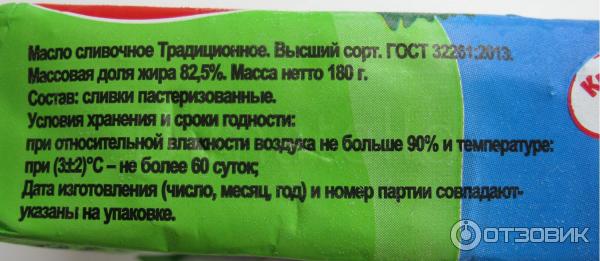 Масло сливочное Традиционное. Высший сорт. ГОСТ 32261:2013.
Массовая доля жира 82,5%. Масса нетто 180 г.
Состав: сливки пастеризованные.
Условия хранения и сроки годности:
при относительной влажности воздуха не больше 90% и температуре:
при (3±2)°С – не более 60 суток;
Дата изготовления (число, месяц, год) и номер партии совпадают-
указаны на упаковке.
ОТЗОВИК